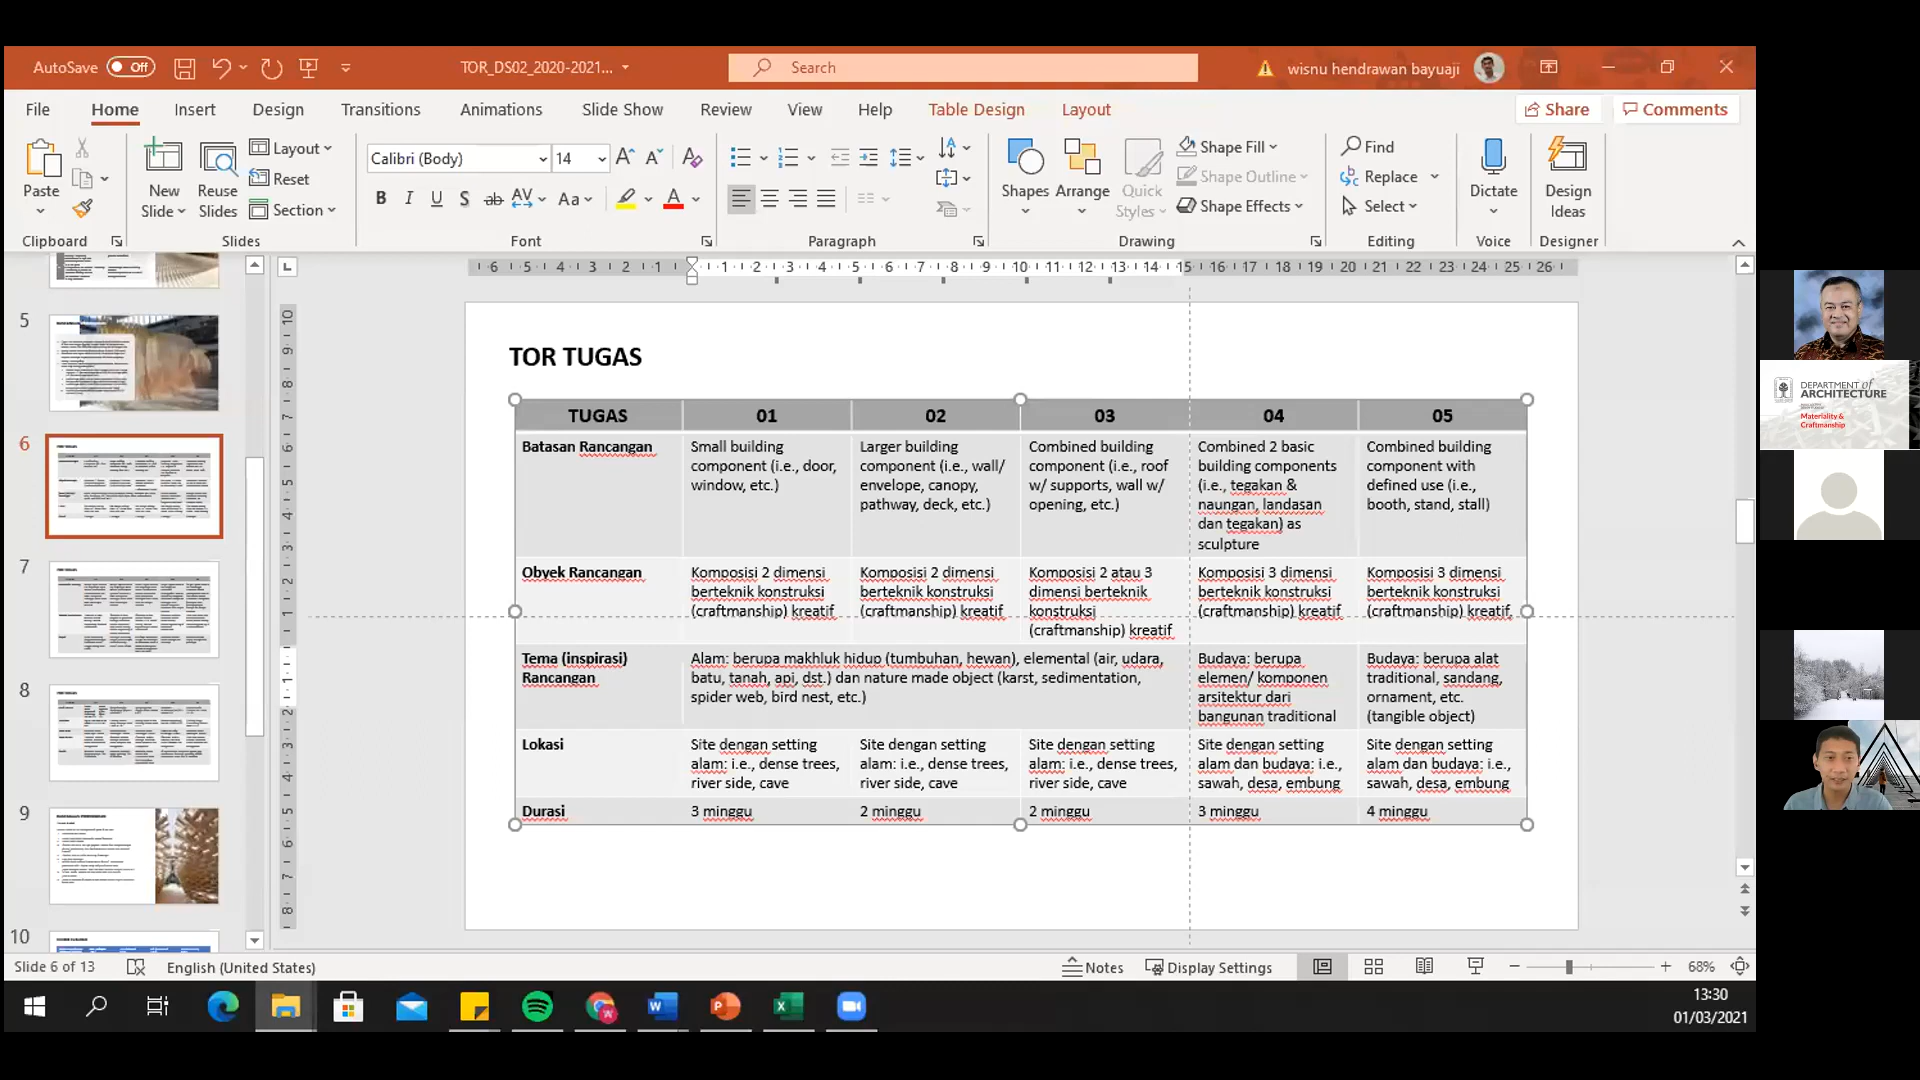 AutoSave Off
TOR_DS02_2020-2021...
Search
wisnu hendrawan bayuaji
File Home Insert Design Transitions Animations Slide Show Review View Help Table Design Layout
Share Comments
Paste
Clipboard
New Slide
Reuse Slides
Layout
Reset
Section
Slides
Calibri (Body) 14
Font
Paragraph
Shapes
Arrange
Quick Styles
Shape Fill
Shape Outline
Shape Effects
Drawing
Find
Replace
Select
Editing
Dictate
Voice
Design Ideas
Designer
5
6
7
8
9
10
TOR TUGAS
TUGAS 01 02 03 04 05
Batasan Rancangan
Small building
component (i.e., door,
window, etc.)
Larger building
component (i.e., wall/
envelope, canopy,
pathway, deck, etc.)
Combined building
component (i.e., roof
w/ supports, wall w/
opening, etc.)
Combined 2 basic
building components
(i.e., tegakan &
naungan, landasan
dan tegakan) as
sculpture
Combined building
component with
defined use (i.e.,
booth, stand, stall)
Obyek Rancangan
Komposisi 2 dimensi
berteknik konstruksi
(craftmanship) kreatif
Komposisi 2 dimensi
berteknik konstruksi
(craftmanship) kreatif
Komposisi 2 atau 3
dimensi berteknik
konstruksi
(craftmanship) kreatif
Komposisi 3 dimensi
berteknik konstruksi
(craftmanship) kreatif
Komposisi 3 dimensi
berteknik konstruksi
(craftmanship) kreatif,
Tema (inspirasi)
Rancangan
Alam: berupa makhluk hidup (tumbuhan, hewan), elemental (air, udara,
batu, tanah, api, dst.) dan nature made object (karst, sedimentation,
spider web, bird nest, etc.)
Budaya: berupa
elemen/ komponen
arsitektur dari
bangunan traditional
Budaya: berupa alat
traditional, sandang,
ornament, etc.
(tangible object)
Lokasi
Site dengan setting
alam: i.e., dense trees,
river side, cave
Site dengan setting
alam: i.e., dense trees,
river side, cave
Site dengan setting
alam: i.e., dense trees,
river side, cave
Site dengan setting
alam dan budaya: i.e.,
sawah, desa, embung
Site dengan setting
alam dan budaya: i.e.,
sawah, desa, embung
Durasi 3 minggu 2 minggu 2 minggu 3 minggu 4 minggu
DEPARTMENT of
ARCHITECTURE
Materiality &
Craftmanship
Slide 6 of 13 English (United States) Notes Display Settings 68%
13:30
01/03/2021